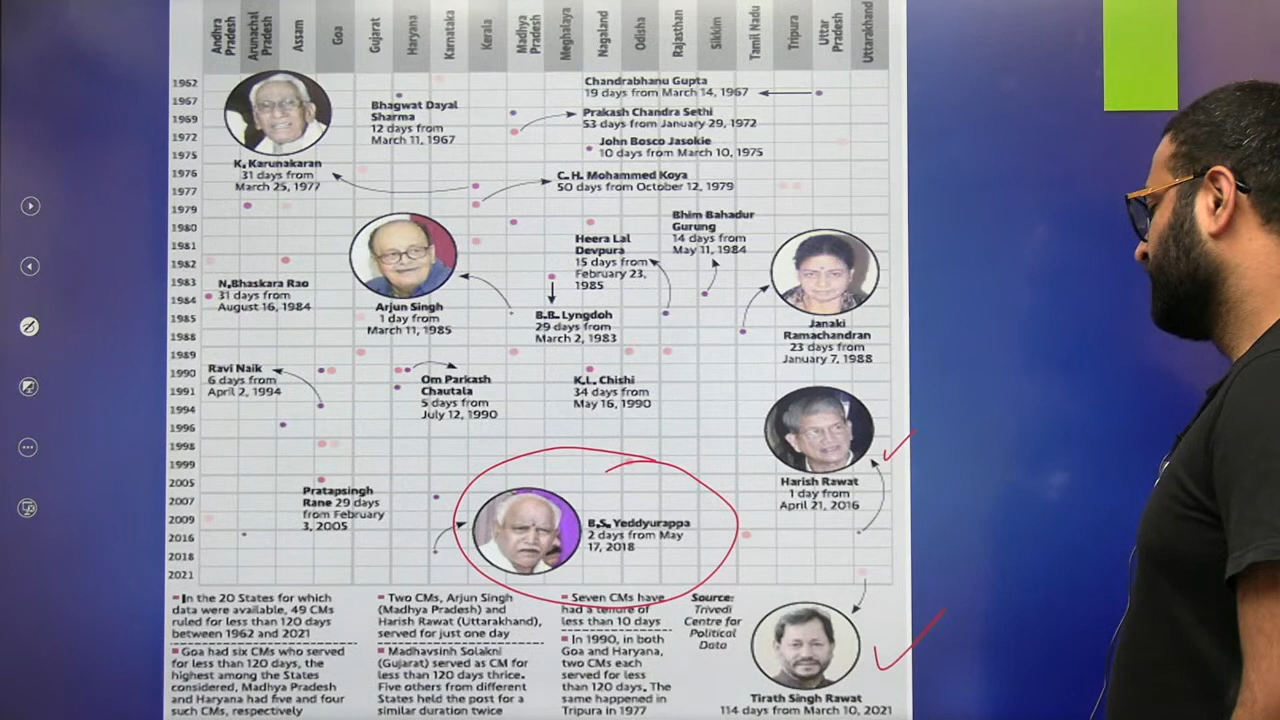 Andhra
Pradesh
Arunachal
Pradesh
Assam
Goa
Gujarat
Haryana
Karnataka
Kerala
Madhya
Pradesh
Meghalaya
Nagaland
Odisha
Rajasthan
Sikkim
Tamil Nadu
Tripura
Uttar
Pradesh
Uttarakhand
1962
1967
1969
1972
1975
1976
1977
1979
1980
1981
1982
1983
1984
1985
1988
1989
1990
1991
1994
1996
1998
1999
2005
2007
2009
2016
2018
2021
Chandrabhanu Gupta
19 days from March 14, 1967
Bhagwat Dayal
Sharma
12 days from
March 11, 1967
Prakash Chandra Sethi
53 days from January 29, 1972
John Bosco Jasokie
10 days from March 10, 1975
K. Karunakaran
31 days from
March 25, 1977
C. H. Mohammed Koya
50 days from October 12, 1979
Bhim Bahadur
Gurung
14 days from
May 11, 1984
Heera Lal
Devpura
15 days from
February 23,
1985
N.Bhaskara Rao
31 days from
August 16, 1984
Arjun Singh
1 day from
March 11, 1985
B.B. Lyngdoh
29 days from
March 2, 1983
Janaki
Ramachandran
23 days from
January 7, 1988
Ravi Naik
6 days from
April 2, 1994
Om Parkash
Chautala
5 days from
July 12, 1990
K.L. Chishi
34 days from
May 16, 1990
Harish Rawat
1 day from
April 21, 2016
Pratapsingh
Rane 29 days
from February
3, 2005
B.S. Yeddyurappa
2 days from May
17, 2018
In the 20 States for which
data were available, 49 CMs
ruled for less than 120 days
between 1962 and 2021
Goa had six CMs who served
for less than 120 days, the
highest among the States
considered, Madhya Pradesh
and Haryana had five and four
such CMs, respectively
Two CMs, Arjun Singh
(Madhya Pradesh) and
Harish Rawat (Uttarakhand),
served for just one day
Madhavsinh Solakni
(Gujarat) served as CM for
less than 120 days thrice.
Five others from different
States held the post for a
similar duration twice
Seven CMs have
had a tenure of
less than 10 days
In 1990, in both
Goa and Haryana,
two CMs each
served for less
than 120 days. The
same happened in
Tripura in 1977
Source:
Trivedi
Centre for
Political
Data
Tirath Singh Rawat
114 days from March 10, 2021